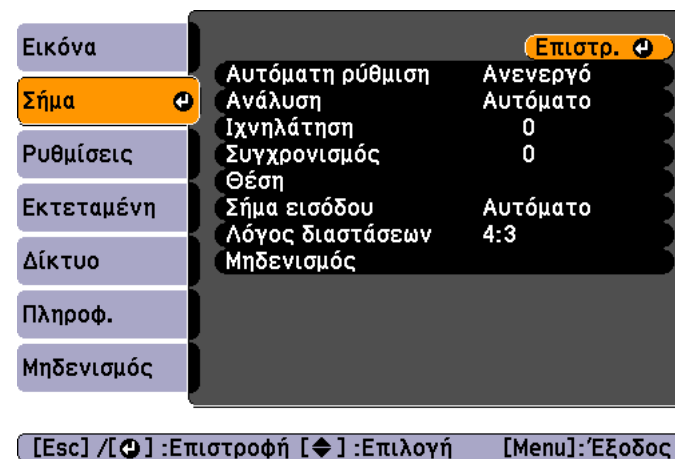 Εικόνα
Σήμα
Ρυθμίσεις
Εκτεταμένη
Δίκτυο
Πληροφ.
Μηδενισμός
Επιστρ.
Αυτόματη ρύθμιση Ανενεργό
Ανάλυση Αυτόματο
Ιχνηλάτηση 0
Συγχρονισμός 0
Θέση
Σήμα εισόδου Αυτόματο
Λόγος διαστάσεων 4:3
Μηδενισμός
[Esc] /[⏎] :Επιστροφή [◆] :Επιλογή [Menu]:Έξοδος